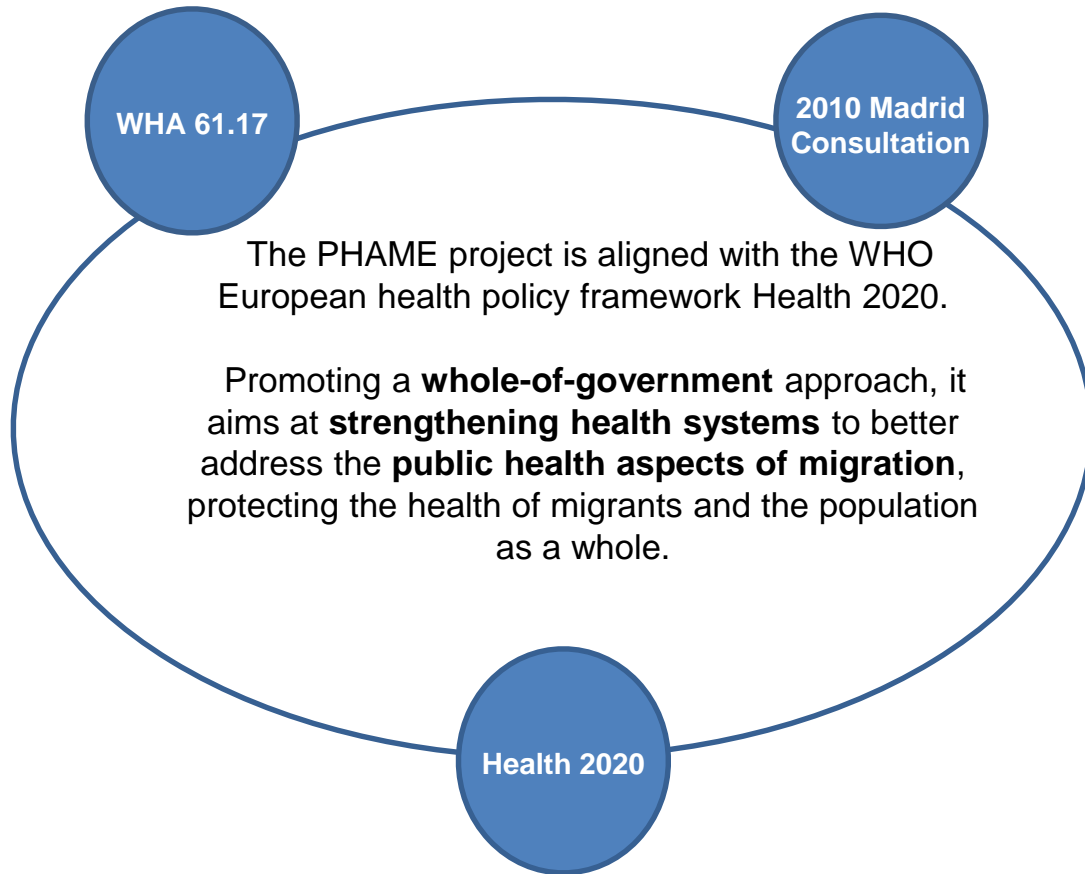 WHA 61.17
2010 Madrid
Consultation
The PHAME project is aligned with the WHO
European health policy framework Health 2020.
Promoting a whole-of-government approach, it
aims at strengthening health systems to better
address the public health aspects of migration,
protecting the health of migrants and the population
as a whole.
Health 2020